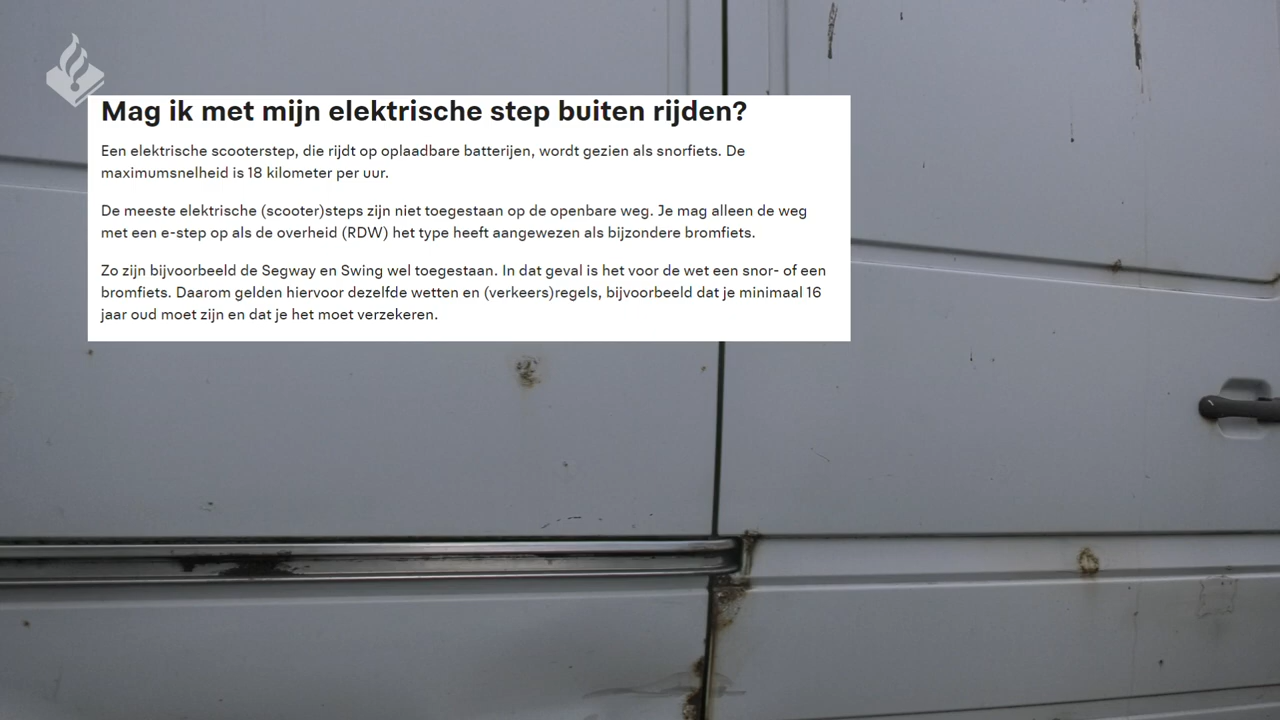 Mag ik met mijn elektrische step buiten rijden?
Een elektrische scooterstep, die rijdt op oplaadbare batterijen, wordt gezien als snorfiets. De
maximumsnelheid is 18 kilometer per uur.
De meeste elektrische (scooter)steps zijn niet toegestaan op de openbare weg. Je mag alleen de weg
met een e-step op als de overheid (RDW) het type heeft aangewezen als bijzondere bromfiets.
Zo zijn bijvoorbeeld de Segway en Swing wel toegestaan. In dat geval is het voor de wet een snor- of een
bromfiets. Daarom gelden hiervoor dezelfde wetten en (verkeers)regels, bijvoorbeeld dat je minimaal 16
jaar oud moet zijn en dat je het moet verzekeren.